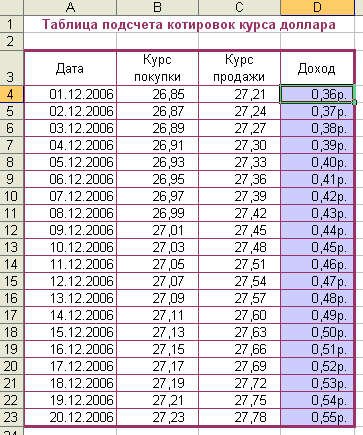 A B C D
1 Таблица подсчета котировок курса доллара
2
3 Дата Курс покупки Курс продажи Доход
4 01.12.2006 26,85 27,21 0,36р.
5 02.12.2006 26,87 27,24 0,37р.
6 03.12.2006 26,89 27,27 0,38р.
7 04.12.2006 26,91 27,30 0,39р.
8 05.12.2006 26,93 27,33 0,40р.
9 06.12.2006 26,95 27,36 0,41р.
10 07.12.2006 26,97 27,39 0,42р.
11 08.12.2006 26,99 27,42 0,43р.
12 09.12.2006 27,01 27,45 0,44р.
13 10.12.2006 27,03 27,48 0,45р.
14 11.12.2006 27,05 27,51 0,46р.
15 12.12.2006 27,07 27,54 0,47р.
16 13.12.2006 27,09 27,57 0,48р.
17 14.12.2006 27,11 27,60 0,49р.
18 15.12.2006 27,13 27,63 0,50р.
19 16.12.2006 27,15 27,66 0,51р.
20 17.12.2006 27,17 27,69 0,52р.
21 18.12.2006 27,19 27,72 0,53р.
22 19.12.2006 27,21 27,75 0,54р.
23 20.12.2006 27,23 27,78 0,55р.